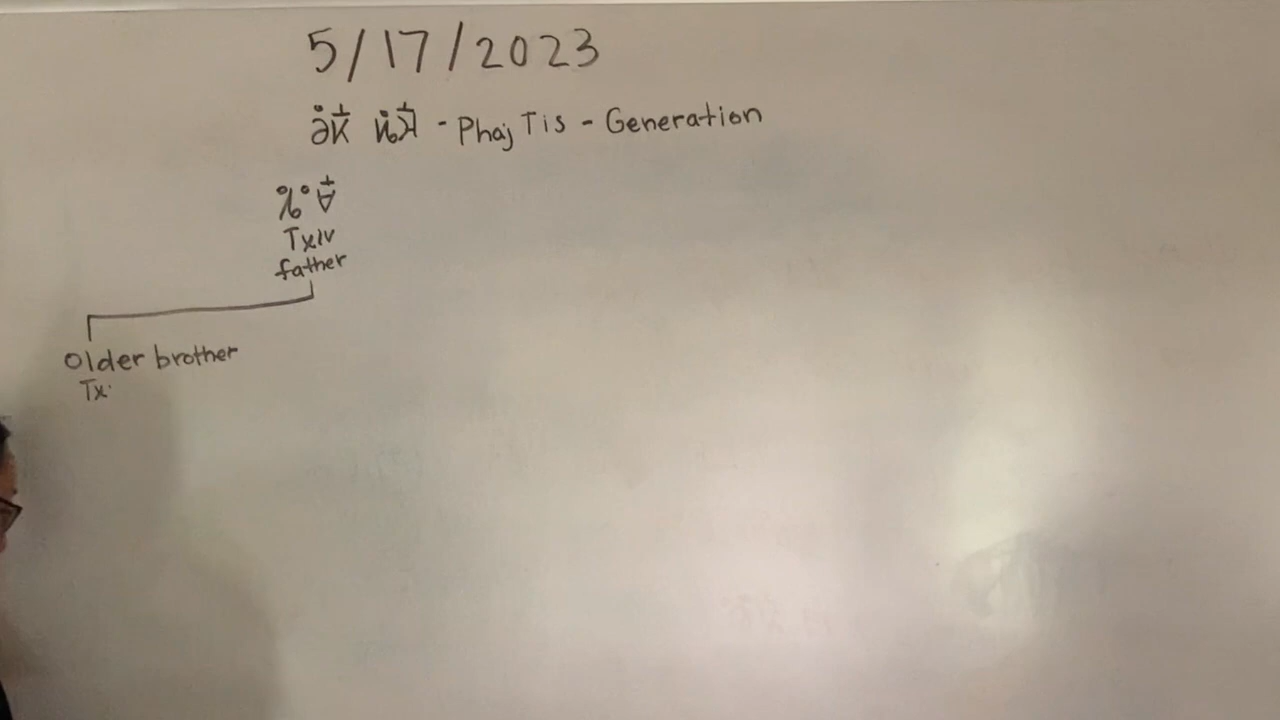 5/17/2023
- Phaj Tis - Generation
Txiv
father
Older brother
Tx